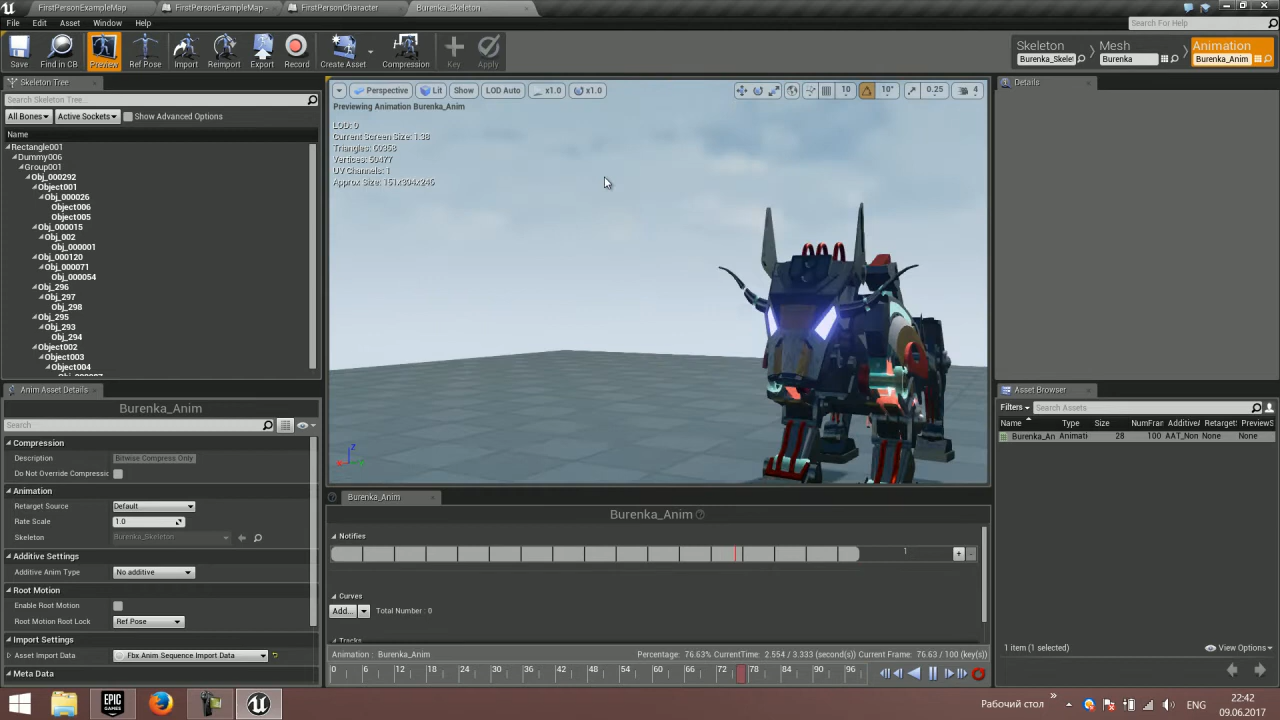 FirstPersonExampleMap
FirstPersonExampleMap -
FirstPersonCharacter
Burenka_Skeleton
File Edit Asset Window Help
Search For Help
Save
Find in CB
Preview
Ref Pose
Import
Reimport
Export
Record
Create Asset
Compression
Key
Apply
Skeleton
Burenka_Skele
Mesh
Burenka
Animation
Burenka_Anim
Skeleton Tree
Search Skeleton Tree...
All Bones
Active Sockets
Show Advanced Options
Name
Rectangle001
Dummy006
Group001
Obj_000292
Object001
Obj_000026
Object006
Object005
Obj_000015
Obj_002
Obj_000001
Obj_000120
Obj_000071
Obj_000054
Obj_296
Obj_297
Obj_298
Obj_295
Obj_293
Obj_294
Object002
Object003
Object004
Perspective
Lit
Show
LOD Auto
x1.0
x1.0
10
10°
0.25
4
Previewing Animation Burenka_Anim
LOD: 0
Current Screen Size: 1.38
Triangles: 60358
Vertices: 50477
UV Channels: 1
Approx Size: 151x304x245
Details
Anim Asset Details
Burenka_Anim
Search
Compression
Description Bitwise Compress Only
Do Not Override Compressic
Animation
Retarget Source Default
Rate Scale 1.0
Skeleton Burenka_Skeleton
Additive Settings
Additive Anim Type No additive
Root Motion
Enable Root Motion
Root Motion Root Lock Ref Pose
Import Settings
Asset Import Data Fbx Anim Sequence Import Data
Meta Data
Burenka_Anim
Burenka_Anim
Notifies
1
Curves
Add...
Total Number : 0
Tracks
Animation : Burenka_Anim
Percentage: 76.63% CurrentTime: 2.554 / 3.333 (second(s)) Current Frame: 76.63 / 100 (key(s))
0 6 12 18 24 30 36 42 48 54 60 66 72 78 84 90 96
Asset Browser
Filters
Search Assets
Name Type Size NumFrar Additive Retarget PreviewS
Burenka_An Animati 28 100 AAT_Non None None
1 item (1 selected)
View Options
EPIC GAMES
Рабочий стол
»
ENG
22:42
09.06.2017